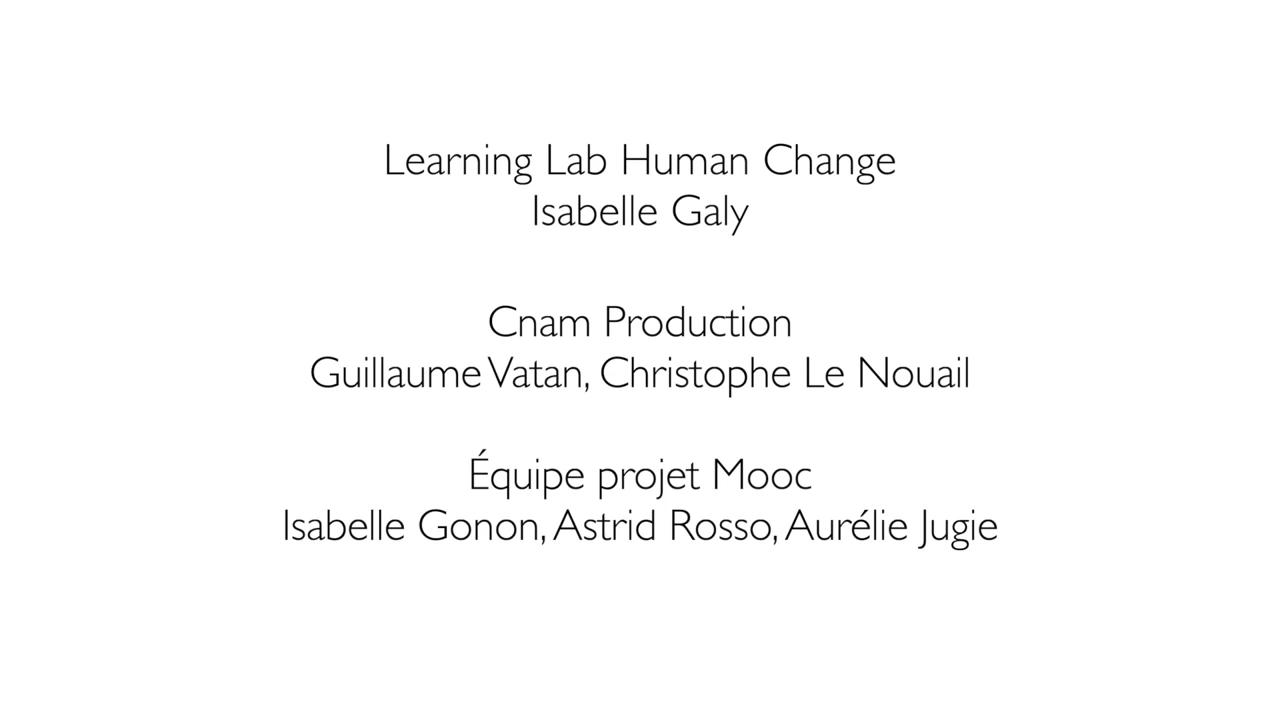 Learning Lab Human Change
Isabelle Galy
Cnam Production
Guillaume Vatan, Christophe Le Nouail
Équipe projet Mooc
Isabelle Gonon, Astrid Rosso, Aurélie Jugie